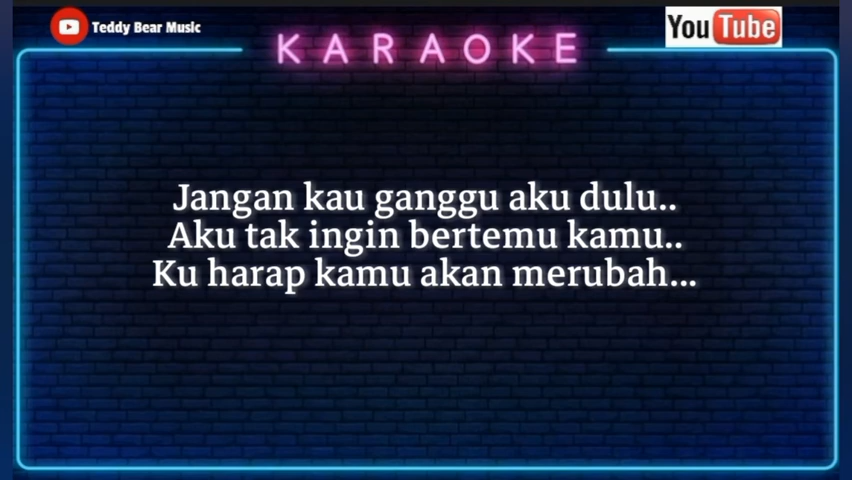 Teddy Bear Music
YouTube
KARAOKE
Jangan kau ganggu aku dulu..
Aku tak ingin bertemu kamu..
Ku harap kamu akan merubah...